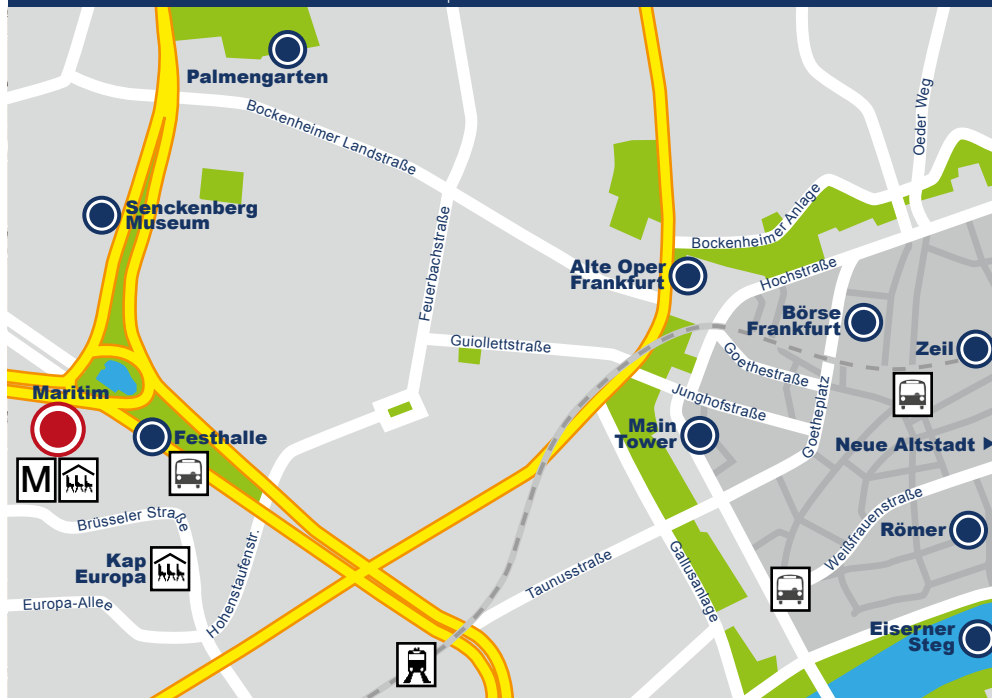 Palmengarten
Bockenheimer Landstraße
Oeder Weg
Senckenberg
Museum
Feuerbachstraße
Bockenheimer Anlage
Alte Oper
Frankfurt
Hochstraße
Börse
Frankfurt
Guiollettstraße
Goethestraße
Zeil
Maritim
Junghofstraße
Goetheplatz
Festhalle
Main
Tower
Neue Altstadt
M
Brüsseler Straße
Weißfrauenstraße
Römer
Kap
Europa
Hohenstaufenstr.
Taunusstraße
Gallusanlage
Europa-Allee
Eiserner
Steg